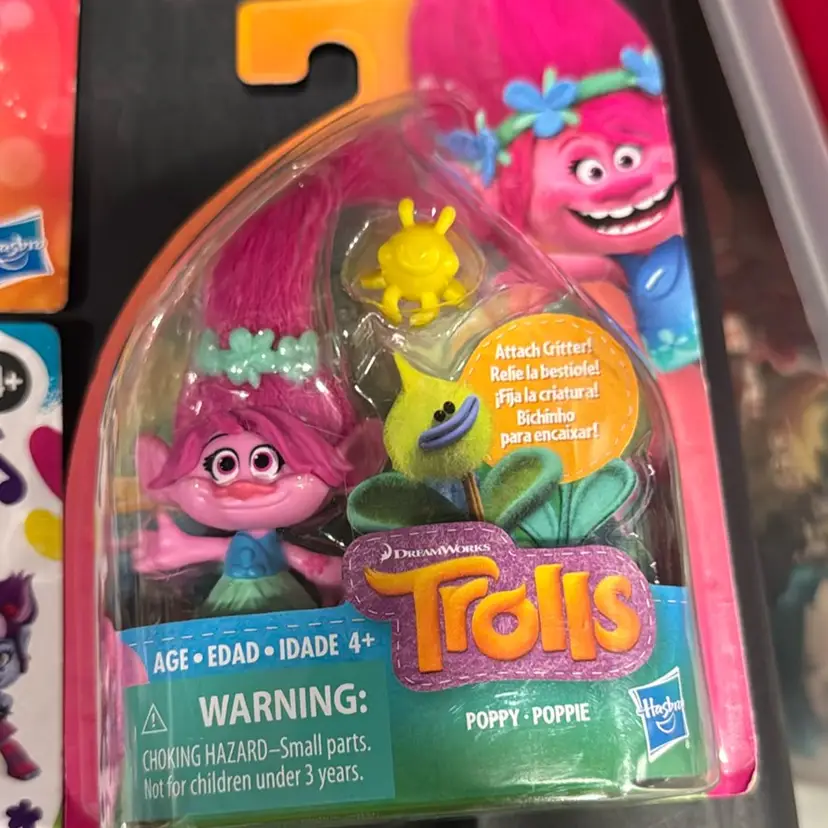 Attach Critter!
Relie la bestiole!
¡Fija la criatura!
Bichinho
para encaixar!
DREAMWORKS
Trolls
AGE • EDAD • IDADE 4+
WARNING:
CHOKING HAZARD–Small parts.
Not for children under 3 years.
POPPY · POPPIE
Hasbro
Hasbro